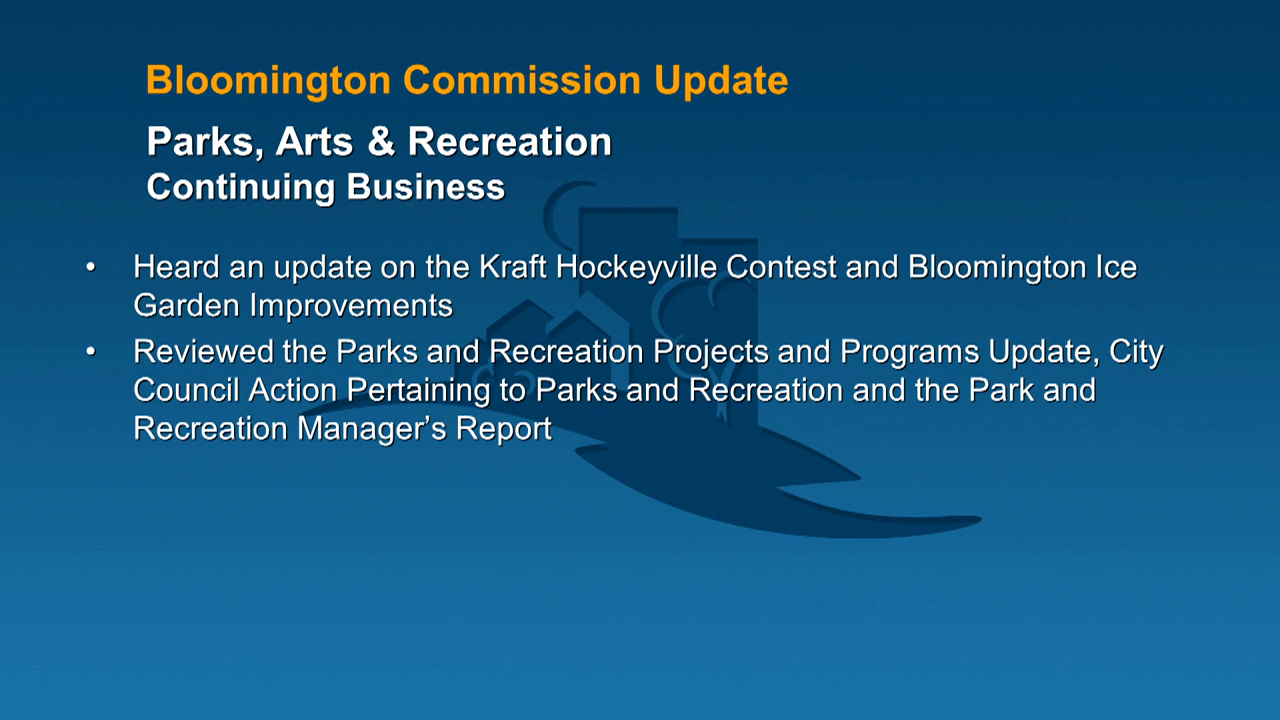 Bloomington Commission Update
Parks, Arts & Recreation
Continuing Business
• Heard an update on the Kraft Hockeyville Contest and Bloomington Ice
Garden Improvements
• Reviewed the Parks and Recreation Projects and Programs Update, City
Council Action Pertaining to Parks and Recreation and the Park and
Recreation Manager’s Report